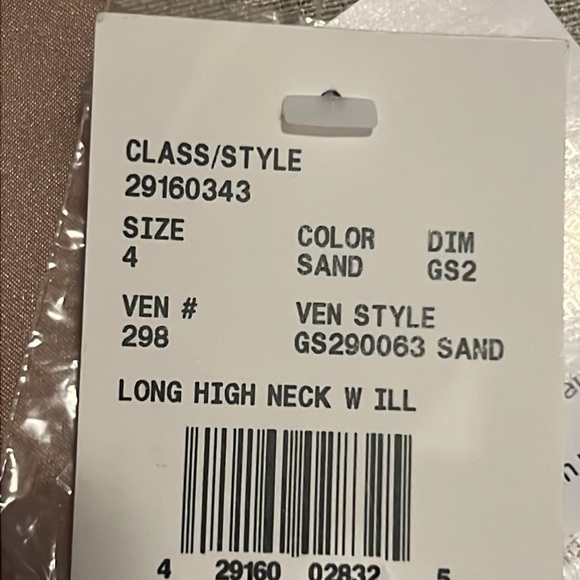 CLASS/STYLE
29160343
SIZE COLOR DIM
4 SAND GS2
VEN # VEN STYLE
298 GS290063 SAND
LONG HIGH NECK W ILL
4 29160 02832 5